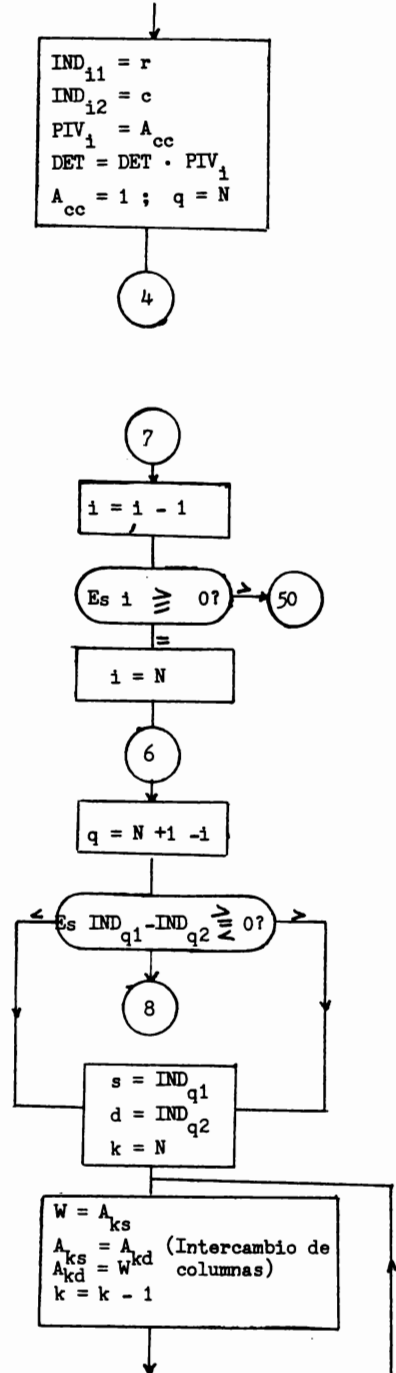 IND_i1 = r
IND_i2 = c
PIV_i = A_cc
DET = DET · PIV_i
A_cc = 1 ; q = N
4
7
i = i - 1
Es i ≧ 0? >
50
=
i = N
6
q = N +1 -i
< Es IND_q1-IND_q2 ⋛ 0? >
8
s = IND_q1
d = IND_q2
k = N
W = A_ks
A_ks = A_kd (Intercambio de
A_kd = W columnas)
k = k - 1